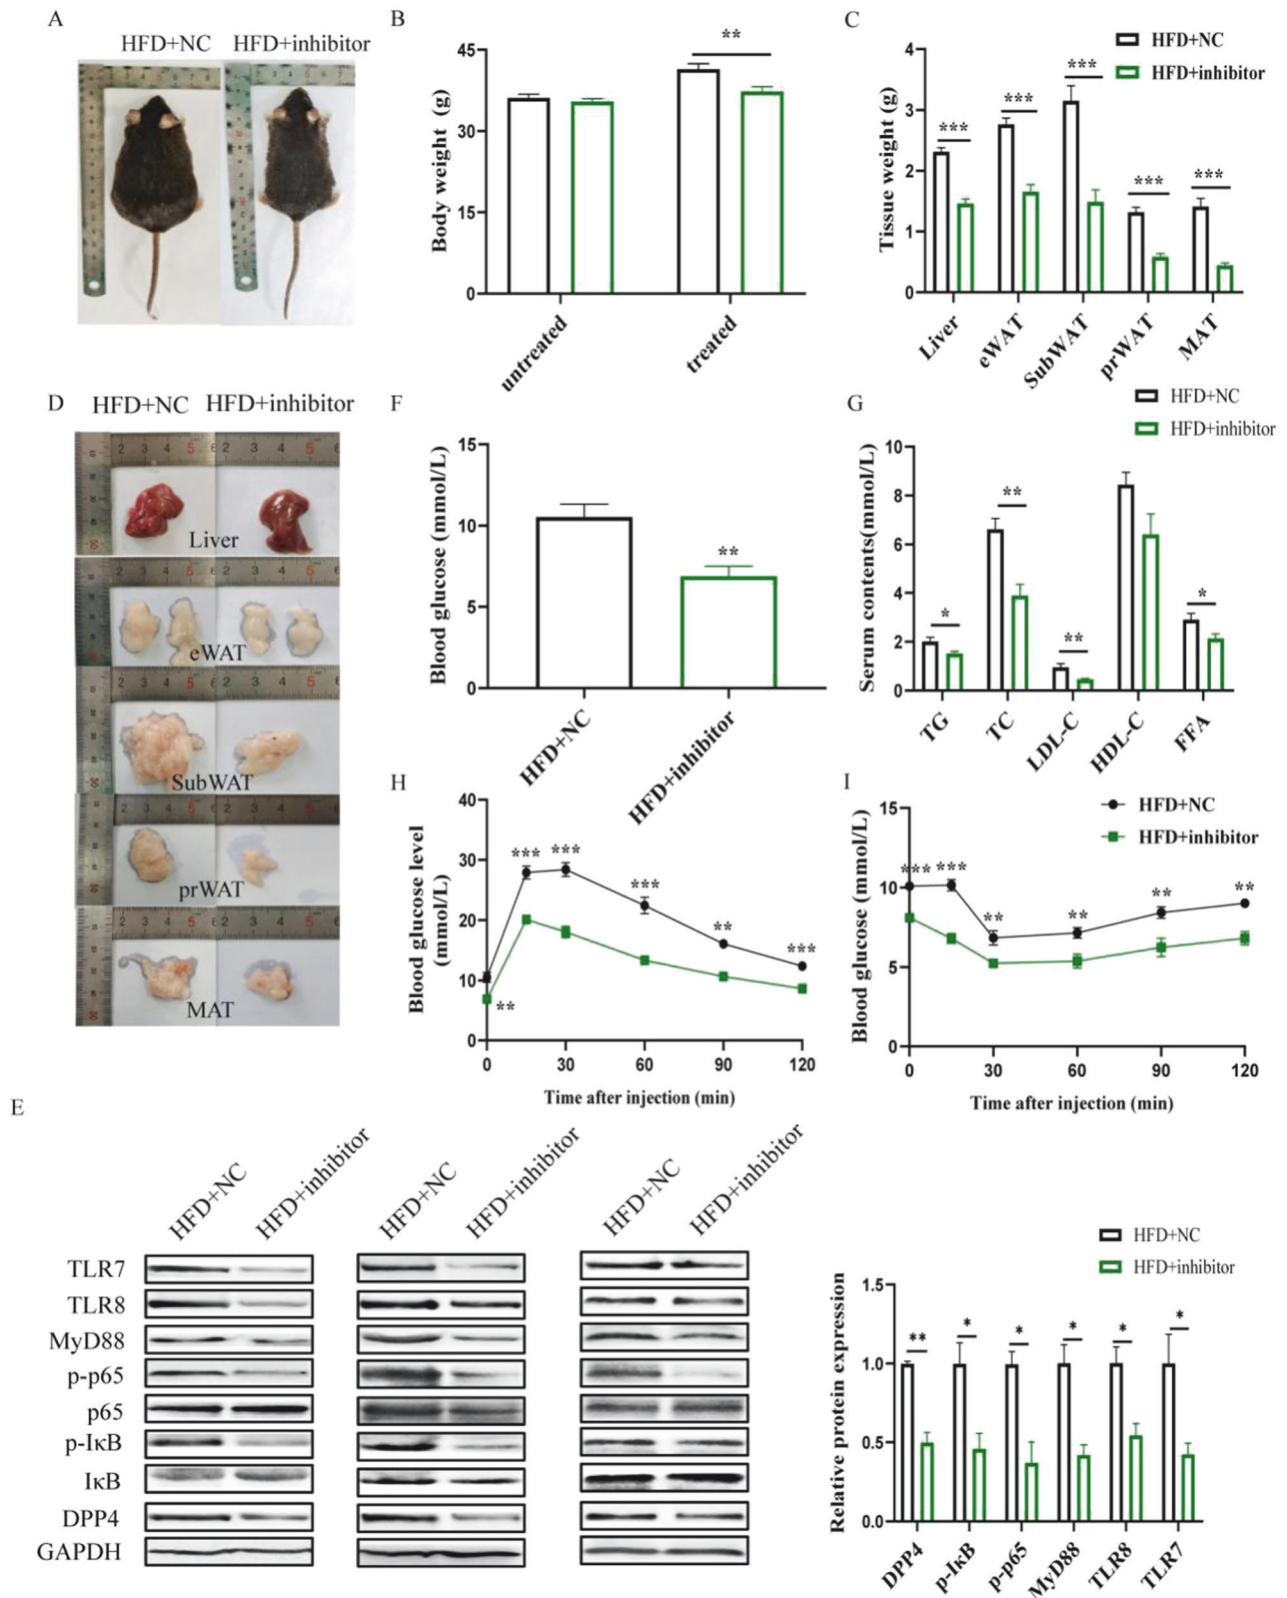 A
HFD+NC HFD+inhibitor
B
45
30
15
0
Body weight (g)
**
untreated
treated
C
HFD+NC
HFD+inhibitor
4
3
2
1
0
Tissue weight (g)
***
***
***
***
***
Liver
eWAT
SubWAT
prWAT
MAT
D
HFD+NC HFD+inhibitor
Liver
eWAT
SubWAT
prWAT
MAT
F
15
10
5
0
Blood glucose (mmol/L)
**
HFD+NC
HFD+inhibitor
G
HFD+NC
HFD+inhibitor
10
8
6
4
2
0
Serum contents(mmol/L)
*
**
**
*
TG
TC
LDL-C
HDL-C
FFA
H
40
30
20
10
0
Blood glucose level
(mmol/L)
***
***
***
**
***
**
0 30 60 90 120
Time after injection (min)
I
HFD+NC
HFD+inhibitor
15
10
5
0
Blood glucose (mmol/L)
*** ***
**
**
**
**
0 30 60 90 120
Time after injection (min)
E
HFD+NC HFD+inhibitor HFD+NC HFD+inhibitor HFD+NC HFD+inhibitor
TLR7
TLR8
MyD88
p-p65
p65
p-IκB
IκB
DPP4
GAPDH
HFD+NC
HFD+inhibitor
1.5
1.0
0.5
0.0
Relative protein expression
**
*
*
*
*
*
DPP4
p-IκB
p-p65
MyD88
TLR8
TLR7